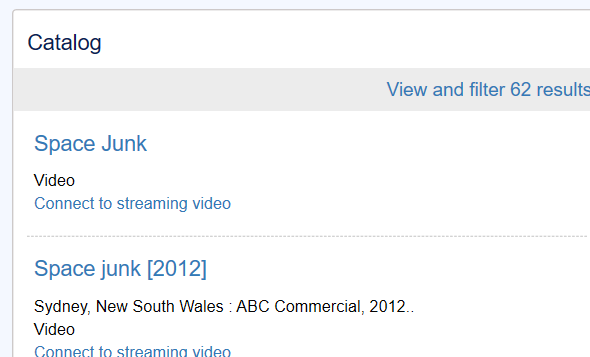 Catalog
View and filter 62 results
Space Junk
Video
Connect to streaming video
Space junk [2012]
Sydney, New South Wales : ABC Commercial, 2012..
Video
Connect to streaming video